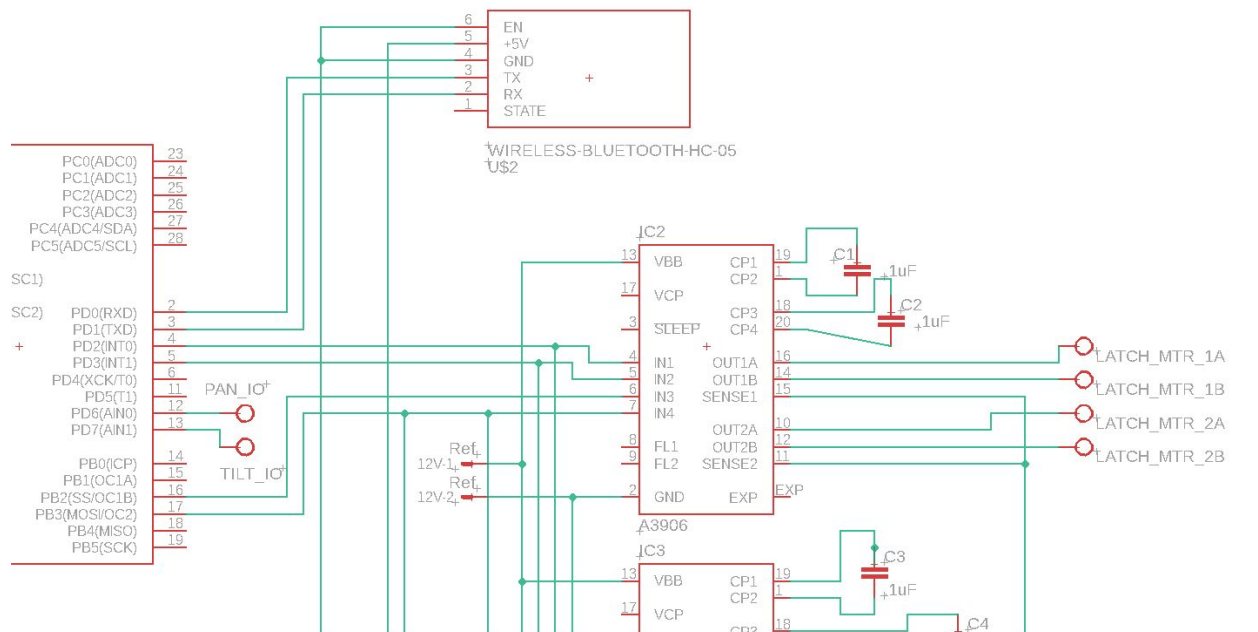 6 EN
5 +5V
4 GND
3 TX
2 RX
1 STATE
WIRELESS-BLUETOOTH-HC-05
U$2
PC0(ADC0) 23
PC1(ADC1) 24
PC2(ADC2) 25
PC3(ADC3) 26
PC4(ADC4/SDA) 27
PC5(ADC5/SCL) 28
SC1)
SC2)
PD0(RXD) 2
PD1(TXD) 3
PD2(INT0) 4
PD3(INT1) 5
PD4(XCK/T0) 6
PD5(T1) 11
PD6(AIN0) 12
PD7(AIN1) 13
PB0(ICP) 14
PB1(OC1A) 15
PB2(SS/OC1B) 16
PB3(MOSI/OC2) 17
PB4(MISO) 18
PB5(SCK) 19
PAN_IO
TILT_IO
Ref
12V-1
Ref
12V-2
IC2
13 VBB CP1 19
CP2 1
17 VCP
CP3 18
3 SLEEP CP4 20
4 IN1 OUT1A 16
5 IN2 OUT1B 14
6 IN3 SENSE1 15
7 IN4
OUT2A 10
8 FL1 OUT2B 12
9 FL2 SENSE2 11
2 GND EXP EXP
A3906
C1
1uF
C2
1uF
LATCH_MTR_1A
LATCH_MTR_1B
LATCH_MTR_2A
LATCH_MTR_2B
IC3
13 VBB CP1 19
CP2 1
17 VCP
CP3 18
C3
1uF
C4